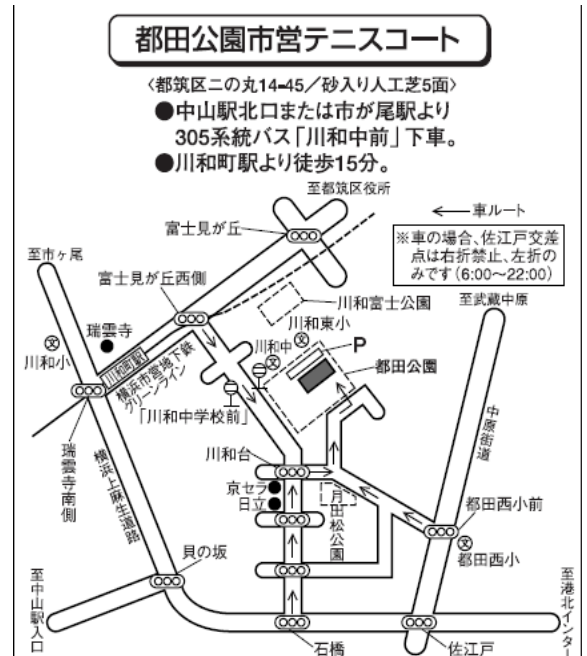 都田公園市営テニスコート
〈都筑区二の丸14-45／砂入り人工芝5面〉
●中山駅北口または市が尾駅より
305系統バス「川和中前」下車。
●川和町駅より徒歩15分。
至都筑区役所
←車ルート
富士見が丘
※車の場合、佐江戸交差
点は右折禁止、左折の
みです(6:00～22:00)
至市ヶ尾
富士見が丘西側
川和富士公園
至武蔵中原
瑞雲寺
川和東小
文
川和小
文
川和中
文
P
川和町駅
都田公園
横浜市営地下鉄
グリーンライン
「川和中学校前」
中原街道
瑞雲寺南側
横浜上麻生道路
川和台
京セラ
日立
月出松公園
都田西小前
文
都田西小
貝の坂
至中山駅入口
至港北インター
石橋
佐江戸